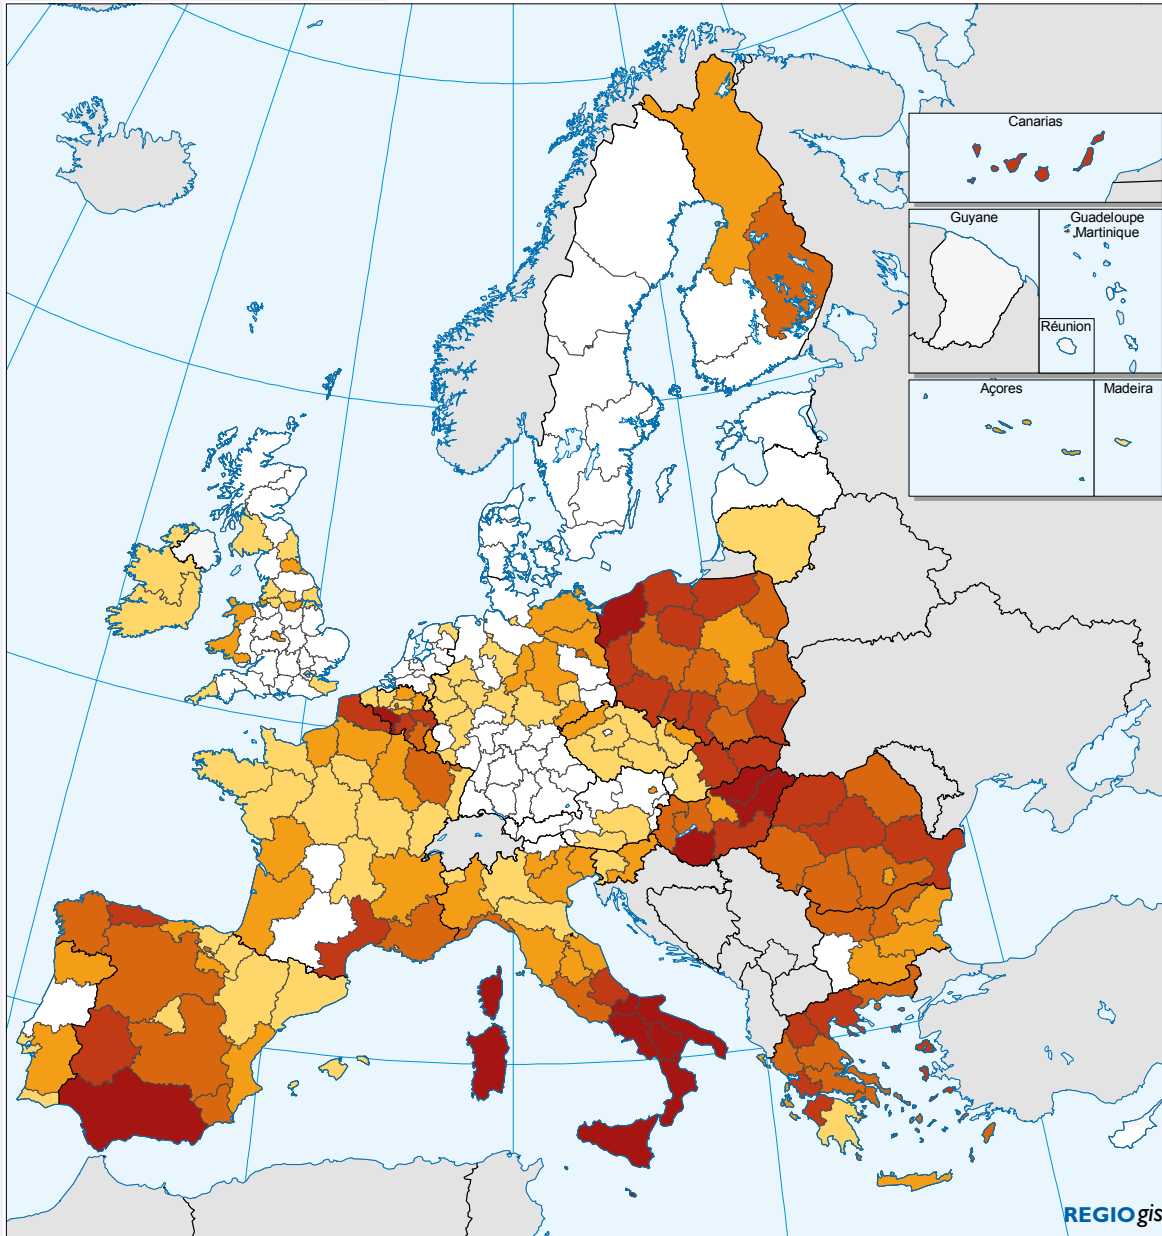 Canarias
Guyane
Guadeloupe
Martinique
Réunion
Açores
Madeira
REGIOgis